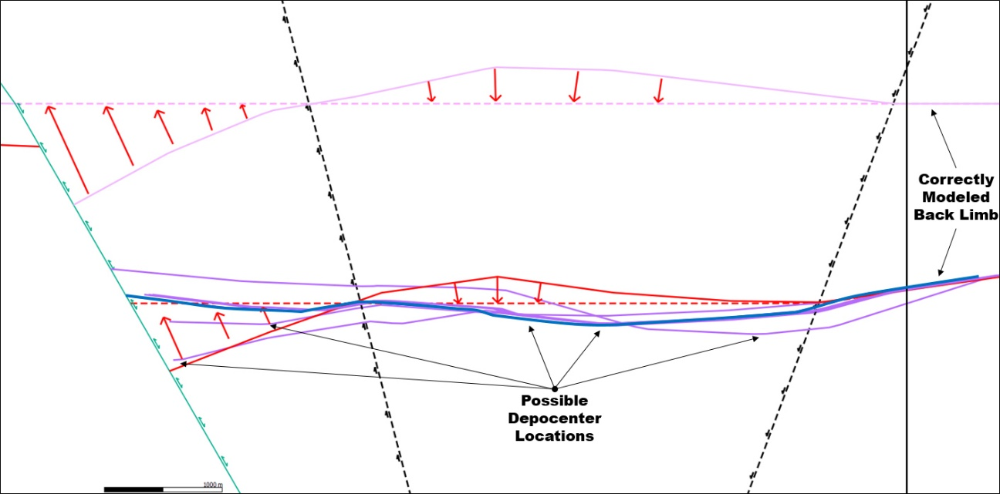 Correctly
Modeled
Back Limb
Possible
Depocenter
Locations
1000 m